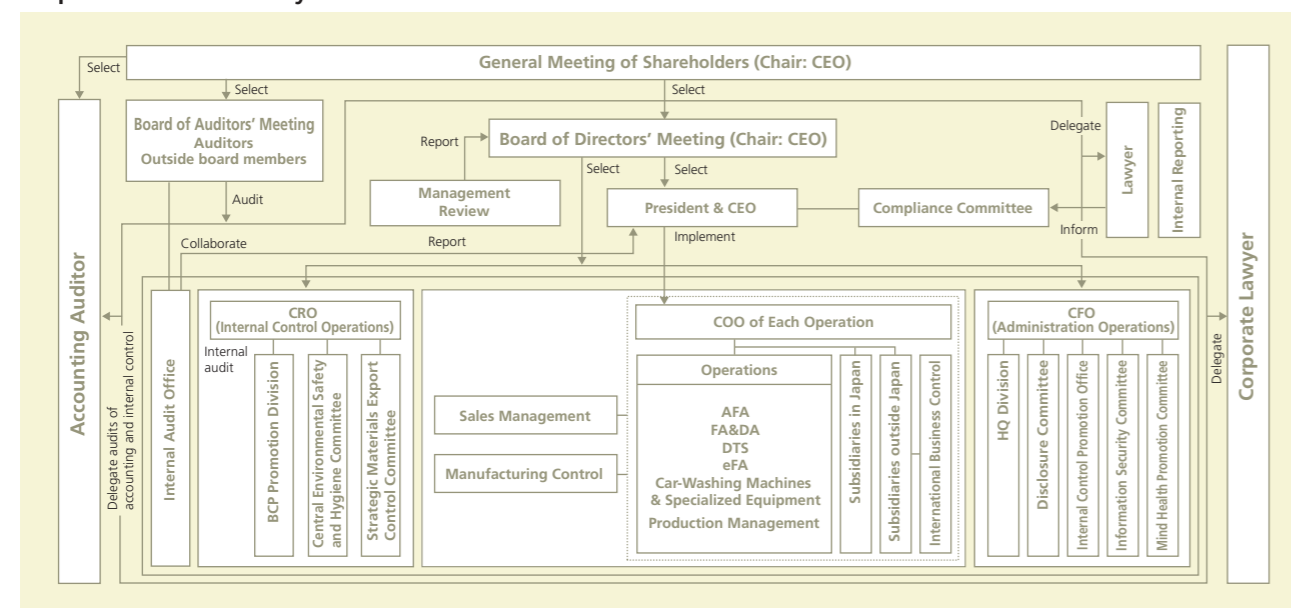 General Meeting of Shareholders (Chair: CEO)
Select
Select
Select
Board of Auditors' Meeting
Auditors
Outside board members
Report
Board of Directors' Meeting (Chair: CEO)
Delegate
Lawyer
Internal Reporting
Select
Select
Management
Review
Audit
President & CEO
Compliance Committee
Inform
Collaborate
Report
Implement
Accounting Auditor
Corporate Lawyer
Delegate
Delegate audits of
accounting and internal control
Internal Audit Office
CRO
(Internal Control Operations)
Internal
audit
BCP Promotion Division
Central Environmental Safety
and Hygiene Committee
Strategic Materials Export
Control Committee
COO of Each Operation
Sales Management
Manufacturing Control
Operations
AFA
FA&DA
DTS
eFA
Car-Washing Machines
& Specialized Equipment
Production Management
Subsidiaries in Japan
Subsidiaries outside Japan
International Business Control
CFO
(Administration Operations)
HQ Division
Disclosure Committee
Internal Control Promotion Office
Information Security Committee
Mind Health Promotion Committee